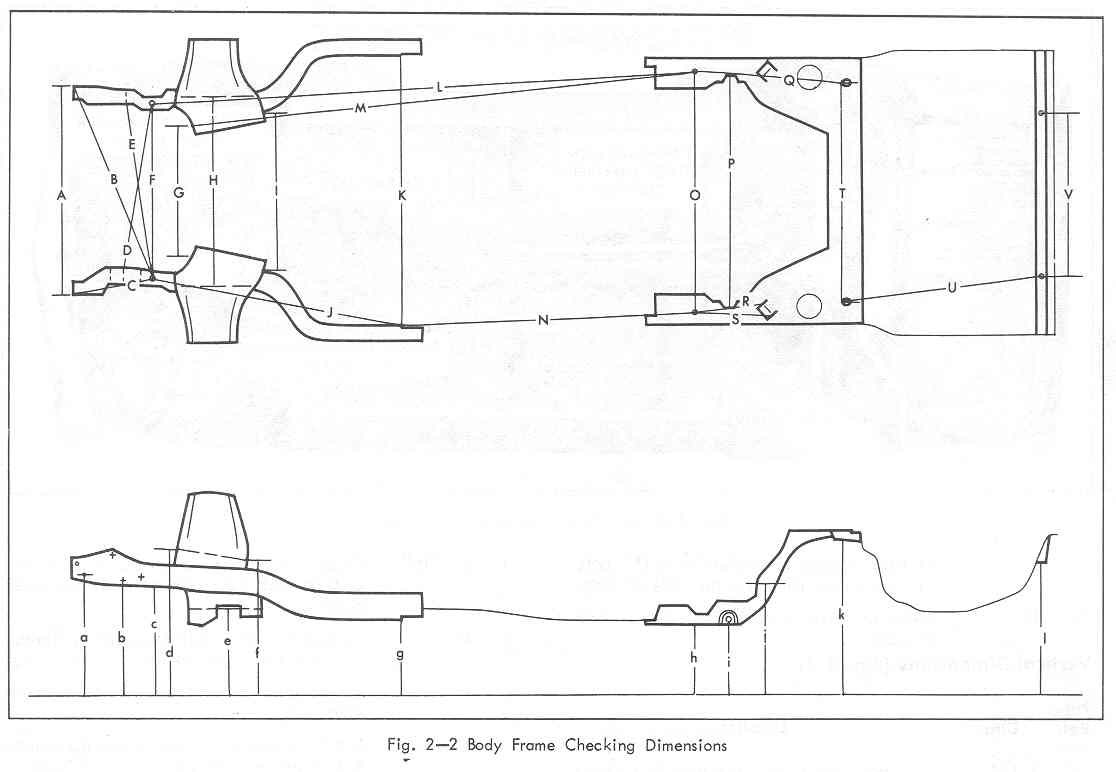 L
Q
M
E
P
A B F G H I K O T V
D
C
U
R
J
N
S
a b c d e f g h i j k l
Fig. 2—2 Body Frame Checking Dimensions